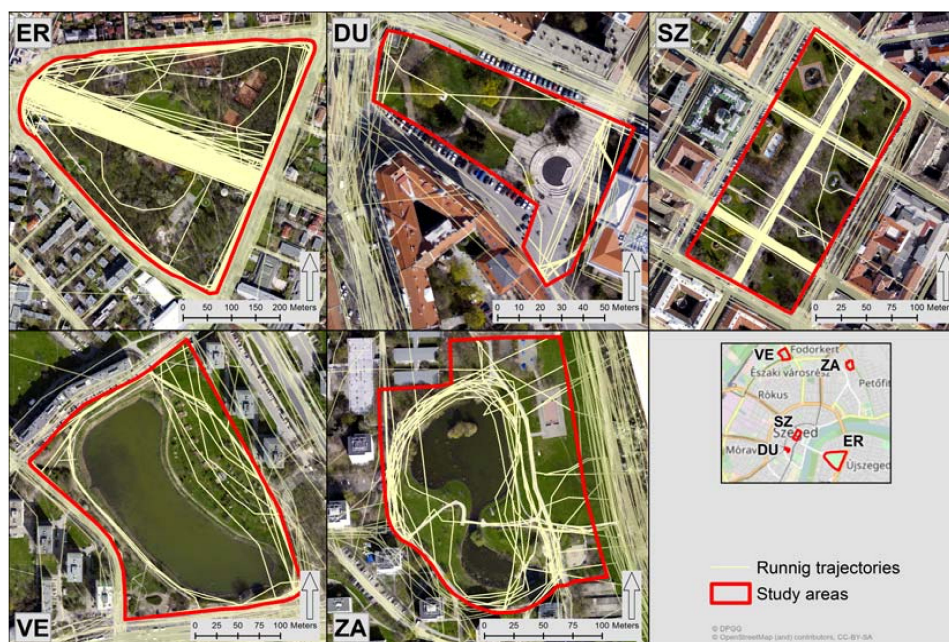 ER
0 50 100 150 200 Meters
DU
0 10 20 30 40 50 Meters
SZ
0 25 50 75 100 Meters
VE
0 25 50 75 100 Meters
ZA
0 25 50 75 100 Meters
VE
Fodorkert
Északi városrész
ZA
Petőfit
Rókus
SZ
Szeged
Mórav
DU
ER
Újszeged
Runnig trajectories
Study areas
© DPGG
© OpenStreetMap (and) contributors, CC-BY-SA